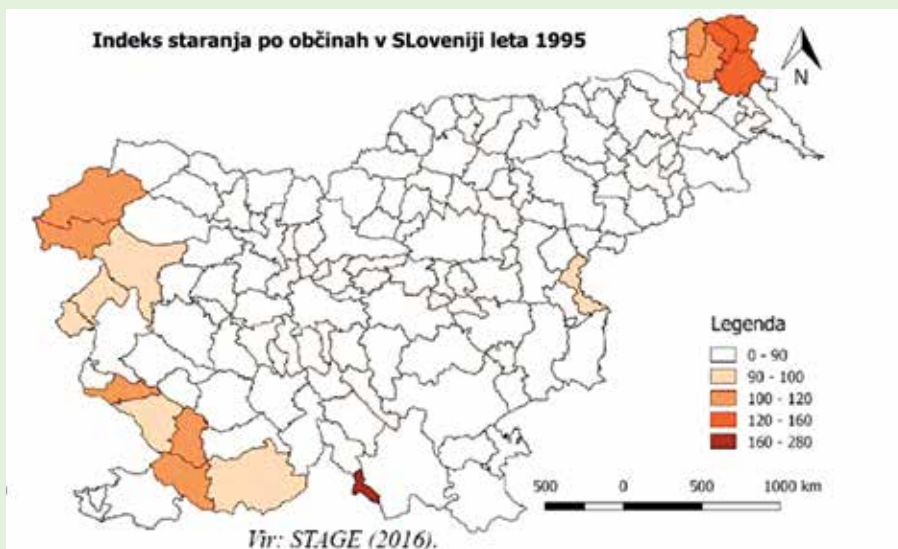 Indeks staranja po občinah v SLoveniji leta 1995
N
Legenda
0 - 90
90 - 100
100 - 120
120 - 160
160 - 280
500 0 500 1000 km
Vir: STAGE (2016).